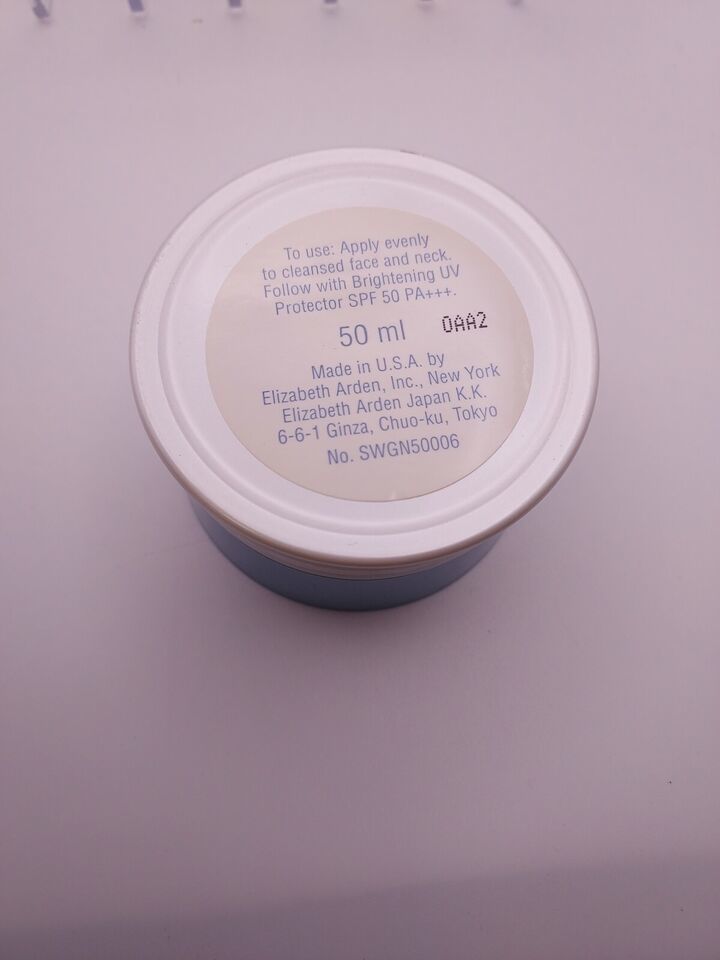 To use: Apply evenly
to cleansed face and neck.
Follow with Brightening UV
Protector SPF 50 PA+++.
50 ml 0AA2
Made in U.S.A. by
Elizabeth Arden, Inc., New York
Elizabeth Arden Japan K.K.
6-6-1 Ginza, Chuo-ku, Tokyo
No. SWGN50006